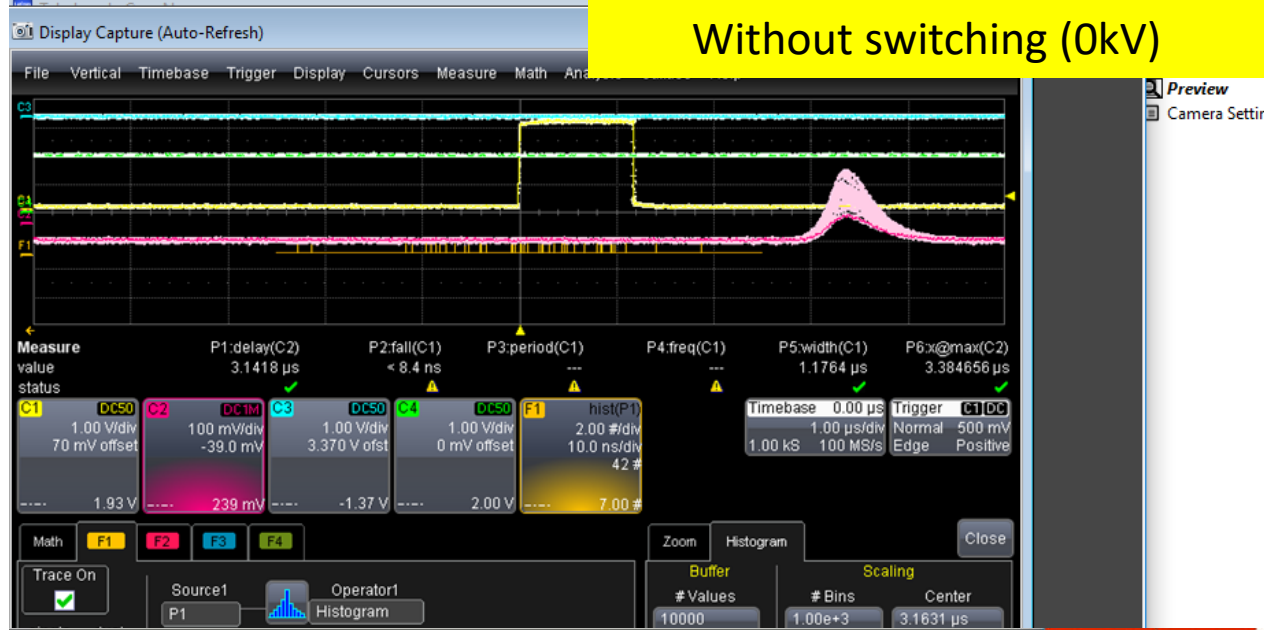 Without switching (0kV)
Display Capture (Auto-Refresh)
File Vertical Timebase Trigger Display Cursors Measure Math
Preview
Camera Settin
C3
F1
Measure P1:delay(C2) P2:fall(C1) P3:period(C1) P4:freq(C1) P5:width(C1) P6:x@max(C2)
value 3.1418 µs < 8.4 ns --- --- 1.1764 µs 3.384656 µs
status
C1 DC50 C2 DC1M C3 DC50 C4 DC50 F1 hist(P1) Timebase 0.00 µs Trigger C1 DC
1.00 V/div 100 mV/div 1.00 V/div 1.00 V/div 2.00 #/div 1.00 µs/div Normal 500 mV
70 mV offset -39.0 mV 3.370 V ofst 0 mV offset 10.0 ns/div 1.00 kS 100 MS/s Edge Positive
42 #
1.93 V 239 mV -1.37 V 2.00 V 7.00 #
Math F1 F2 F3 F4 Zoom Histogram Close
Trace On Buffer Scaling
Source1 Operator1 # Values # Bins Center
P1 Histogram 10000 1.00e+3 3.1631 µs